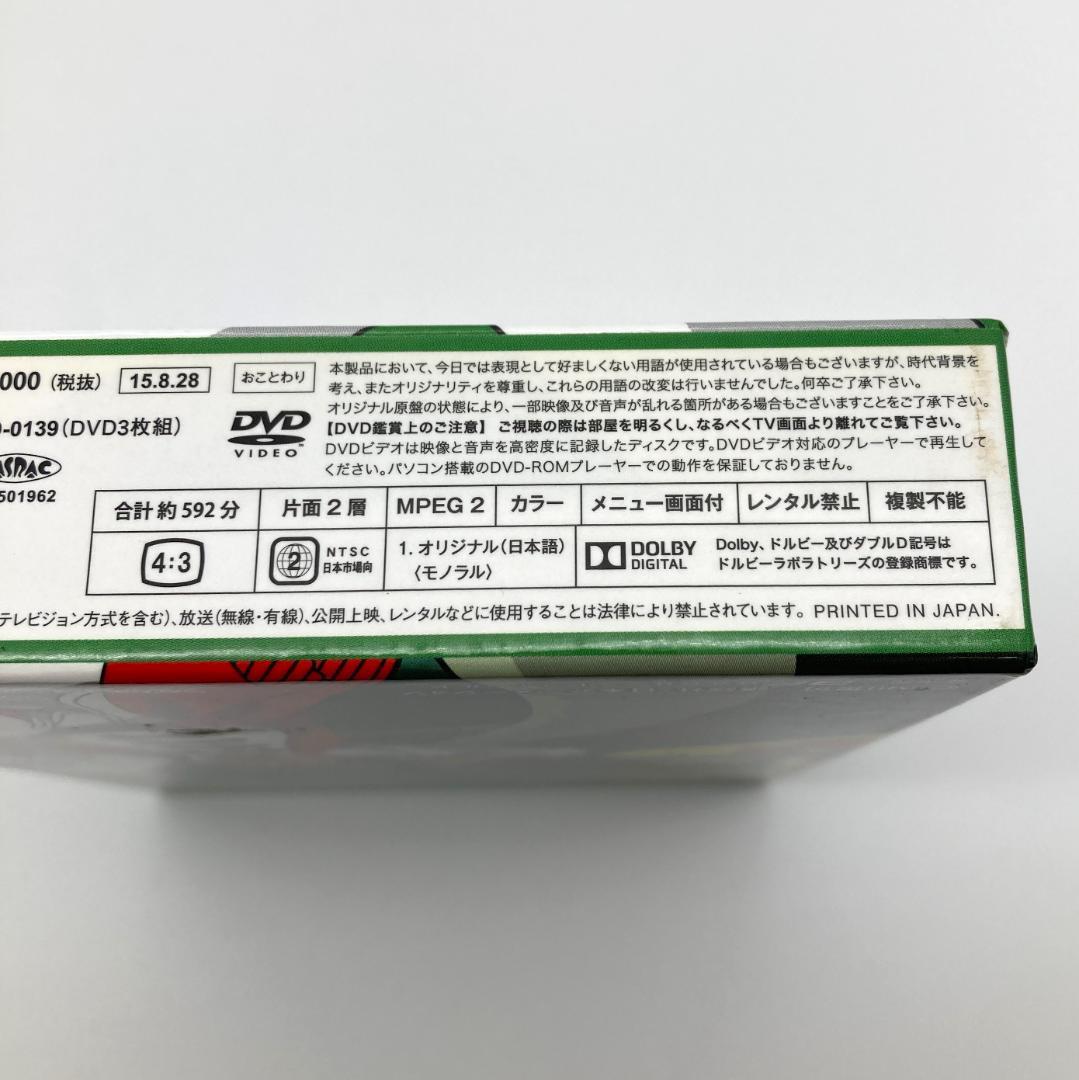 000 (税抜) 15.8.28 おことわり
-0139(DVD3枚組)
DVD
VIDEO
501962
本製品において、今日では表現として好ましくない用語が使用されている場合もございますが、時代背景を
考え、またオリジナリティを尊重し、これらの用語の改変は行いませんでした。何卒ご了承下さい。
オリジナル原盤の状態により、一部映像及び音声が乱れる箇所がある場合もございますことをご了承下さい。
【DVD鑑賞上のご注意】 ご視聴の際は部屋を明るくし、なるべくTV画面より離れてご覧下さい。
DVDビデオは映像と音声を高密度に記録したディスクです。DVDビデオ対応のプレーヤーで再生して
ください。パソコン搭載のDVD-ROMプレーヤーでの動作を保証しておりません。
合計 約 592 分 片面 2 層 MPEG 2 カラー メニュー画面付 レンタル禁止 複製不能
4:3 2 NTSC
日本市場向
1. オリジナル(日本語)
〈モノラル〉
DOLBY
DIGITAL
Dolby、ドルビー及びダブルD記号は
ドルビーラボラトリーズの登録商標です。
テレビジョン方式を含む)、放送(無線・有線)、公開上映、レンタルなどに使用することは法律により禁止されています。 PRINTED IN JAPAN.